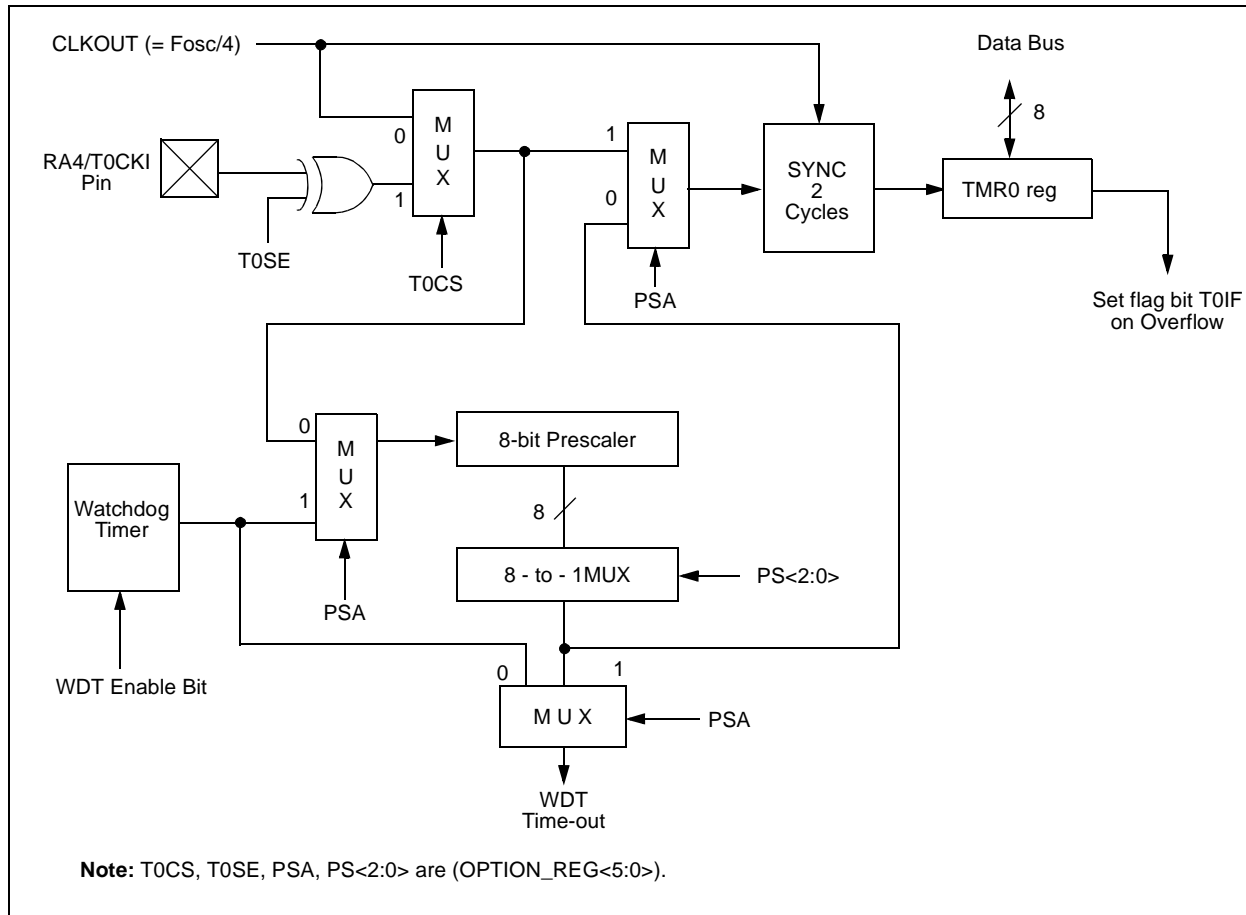 CLKOUT (= Fosc/4)
Data Bus
8
RA4/T0CKI
Pin
T0SE
0
1
M
U
X
T0CS
1
0
M
U
X
PSA
SYNC
2
Cycles
TMR0 reg
Set flag bit T0IF
on Overflow
0
1
M
U
X
PSA
8-bit Prescaler
8
8 - to - 1MUX
PS<2:0>
Watchdog
Timer
WDT Enable Bit
0
1
M U X
PSA
WDT
Time-out
Note: T0CS, T0SE, PSA, PS<2:0> are (OPTION_REG<5:0>).